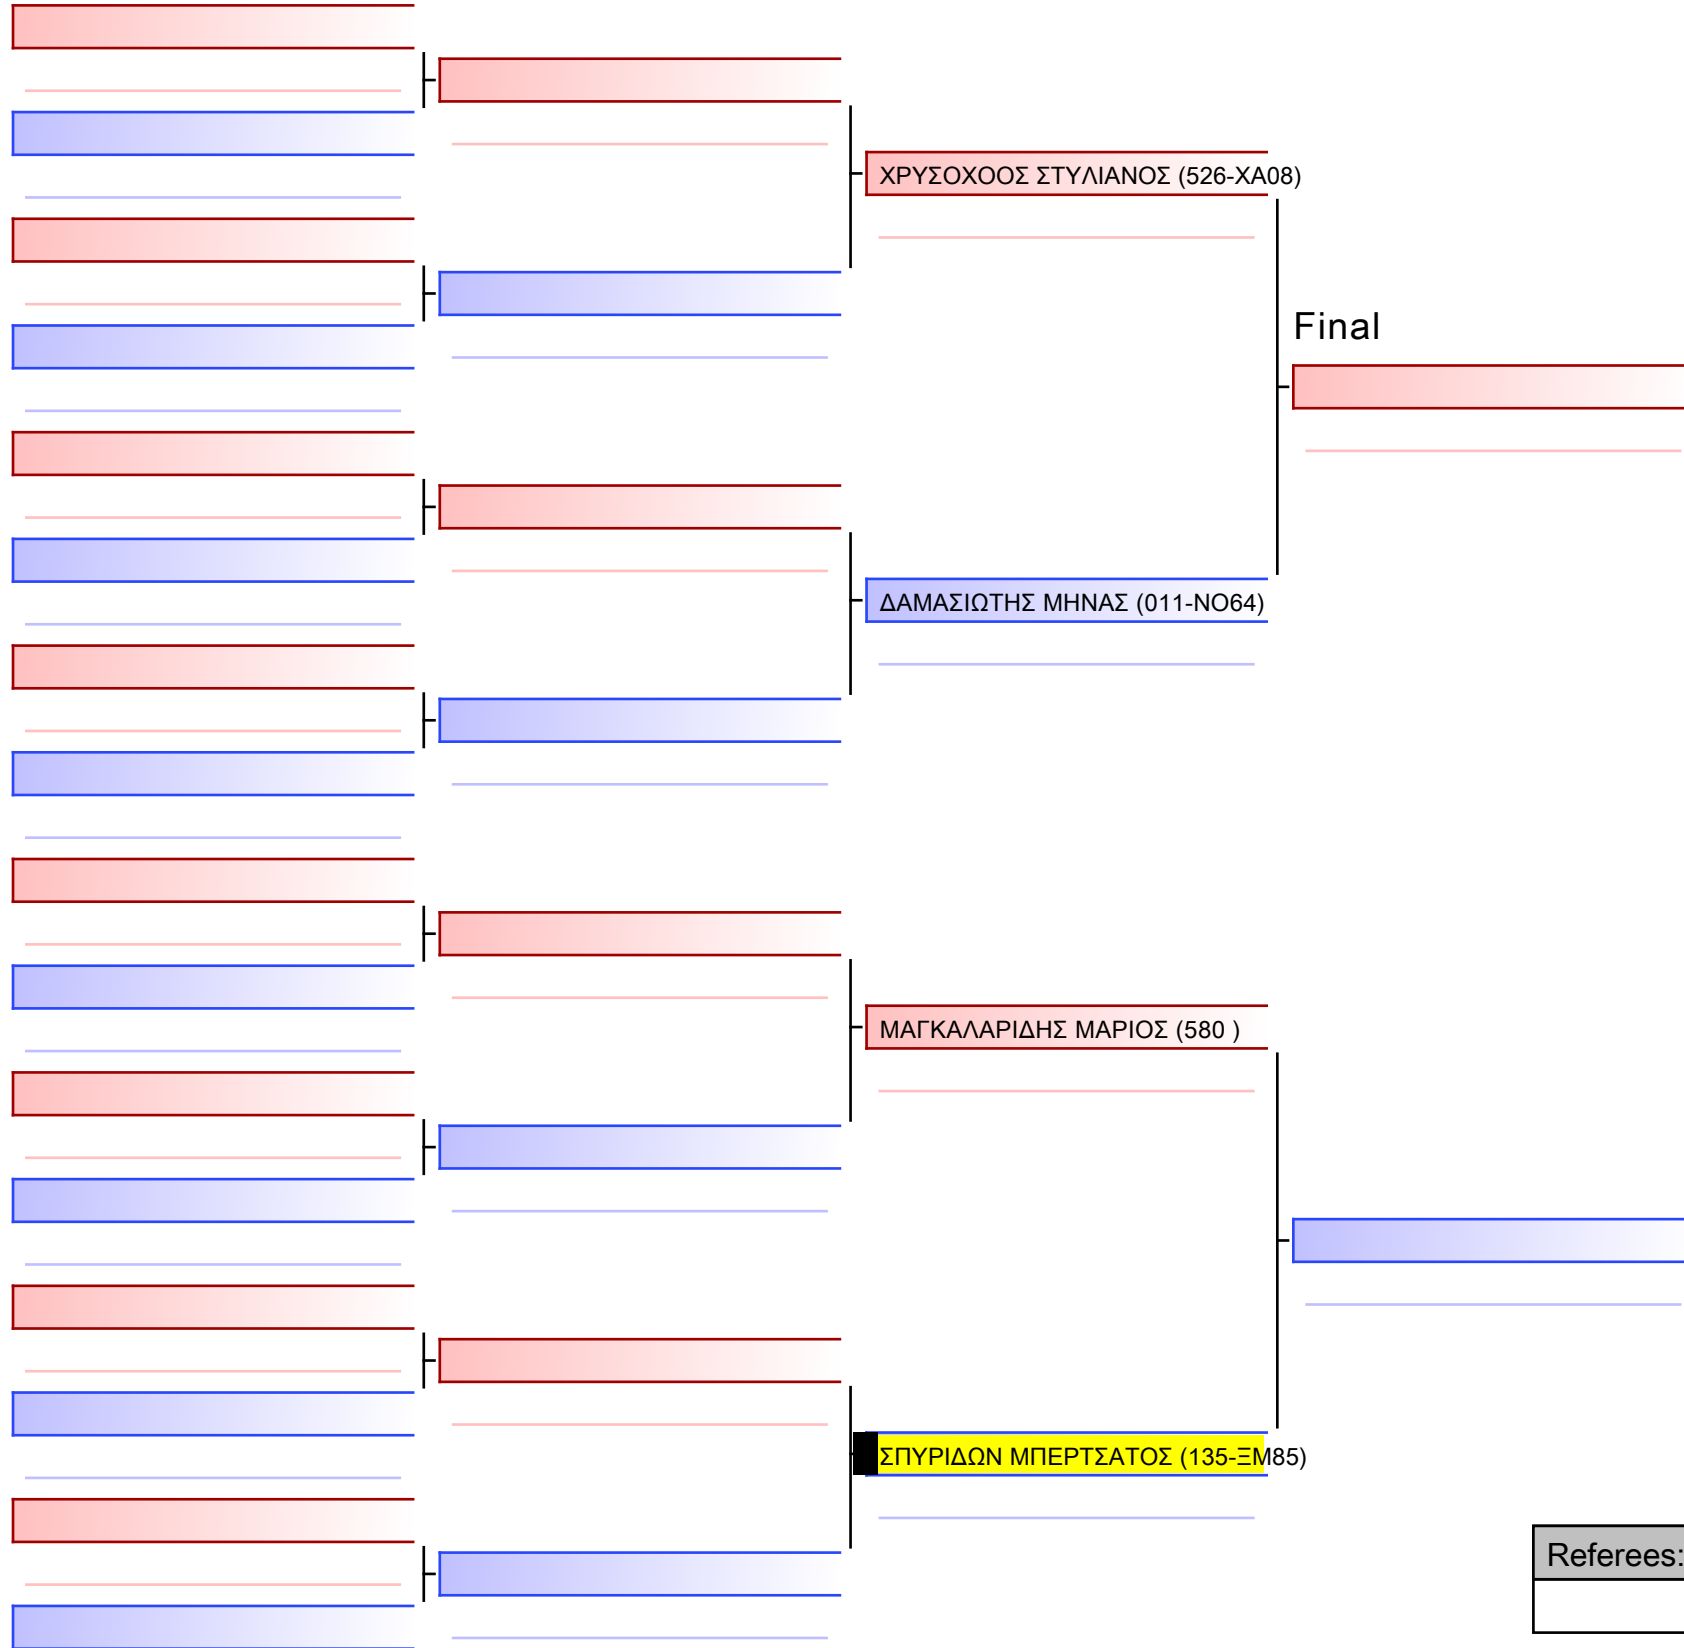 ΧΡΥΣΟΧΟΟΣ ΣΤΥΛΙΑΝΟΣ (526-ΧΑ08)
Final
ΔΑΜΑΣΙΩΤΗΣ ΜΗΝΑΣ (011-ΝΟ64)
ΜΑΓΚΑΛΑΡΙΔΗΣ ΜΑΡΙΟΣ (580 )
ΣΠΥΡΙΔΩΝ ΜΠΕΡΤΣΑΤΟΣ (135-ΞΜ85)
Referees: